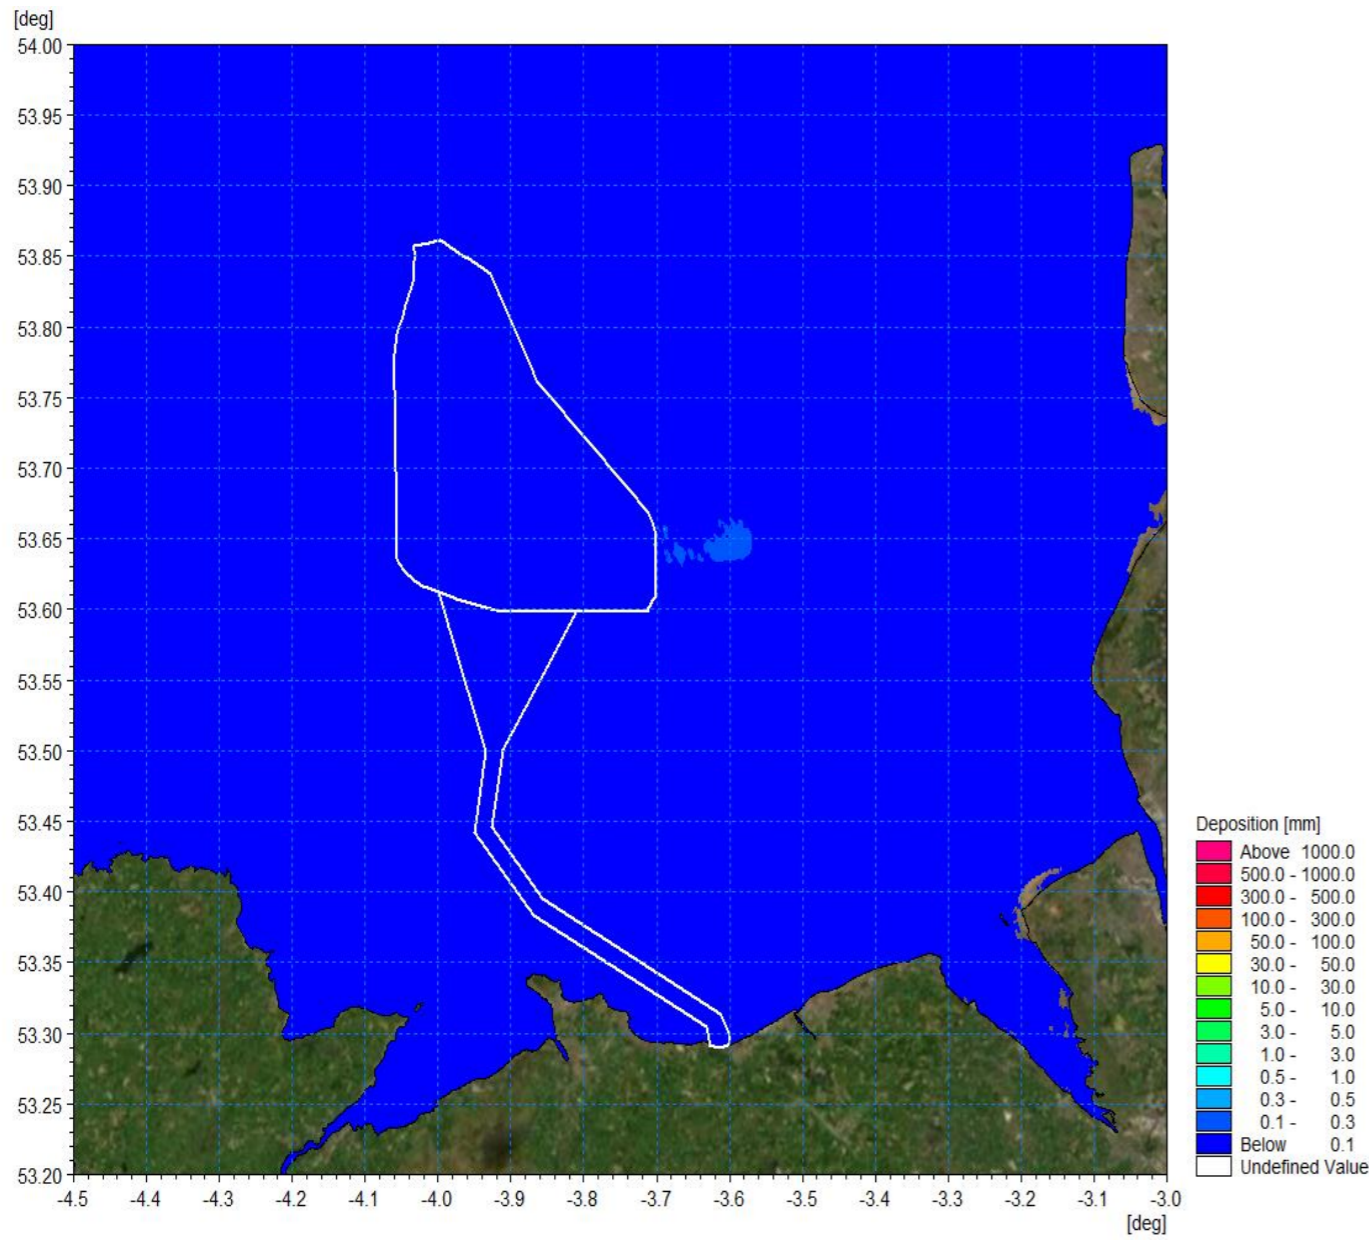 [deg]
54.00
53.95
53.90
53.85
53.80
53.75
53.70
53.65
53.60
53.55
53.50
53.45
53.40
53.35
53.30
53.25
53.20
-4.5 -4.4 -4.3 -4.2 -4.1 -4.0 -3.9 -3.8 -3.7 -3.6 -3.5 -3.4 -3.3 -3.2 -3.1 -3.0
[deg]
Deposition [mm]
Above 1000.0
500.0 - 1000.0
300.0 - 500.0
100.0 - 300.0
50.0 - 100.0
30.0 - 50.0
10.0 - 30.0
5.0 - 10.0
3.0 - 5.0
1.0 - 3.0
0.5 - 1.0
0.3 - 0.5
0.1 - 0.3
Below 0.1
Undefined Value